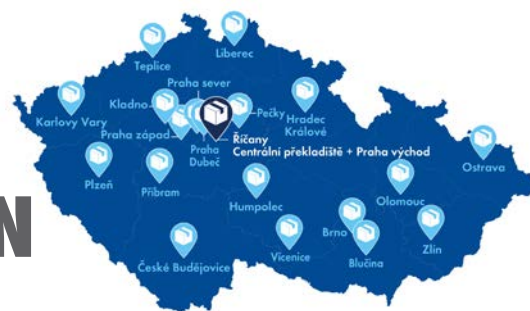 Liberec
Teplice
Praha sever
Kladno
Pečky
Hradec
Králové
Karlovy Vary
Praha západ
Praha
Dubeč
Říčany
Centrální překladiště + Praha východ
Ostrava
Plzeň
Příbram
Humpolec
Olomouc
Brno
Zlín
České Budějovice
Vícenice
Blučina
N